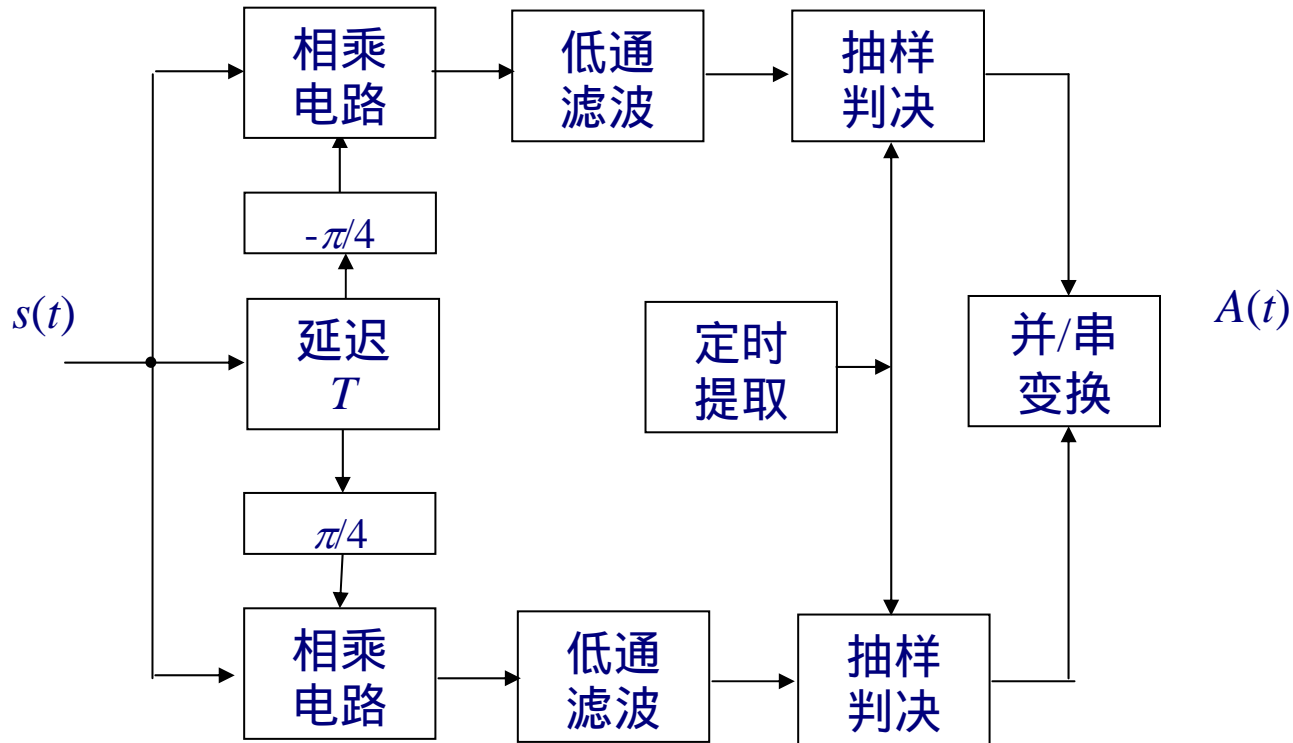 相乘
电路
低通
滤波
抽样
判决
-π/4
s(t)
延迟
T
定时
提取
并/串
变换
A(t)
π/4
相乘
电路
低通
滤波
抽样
判决